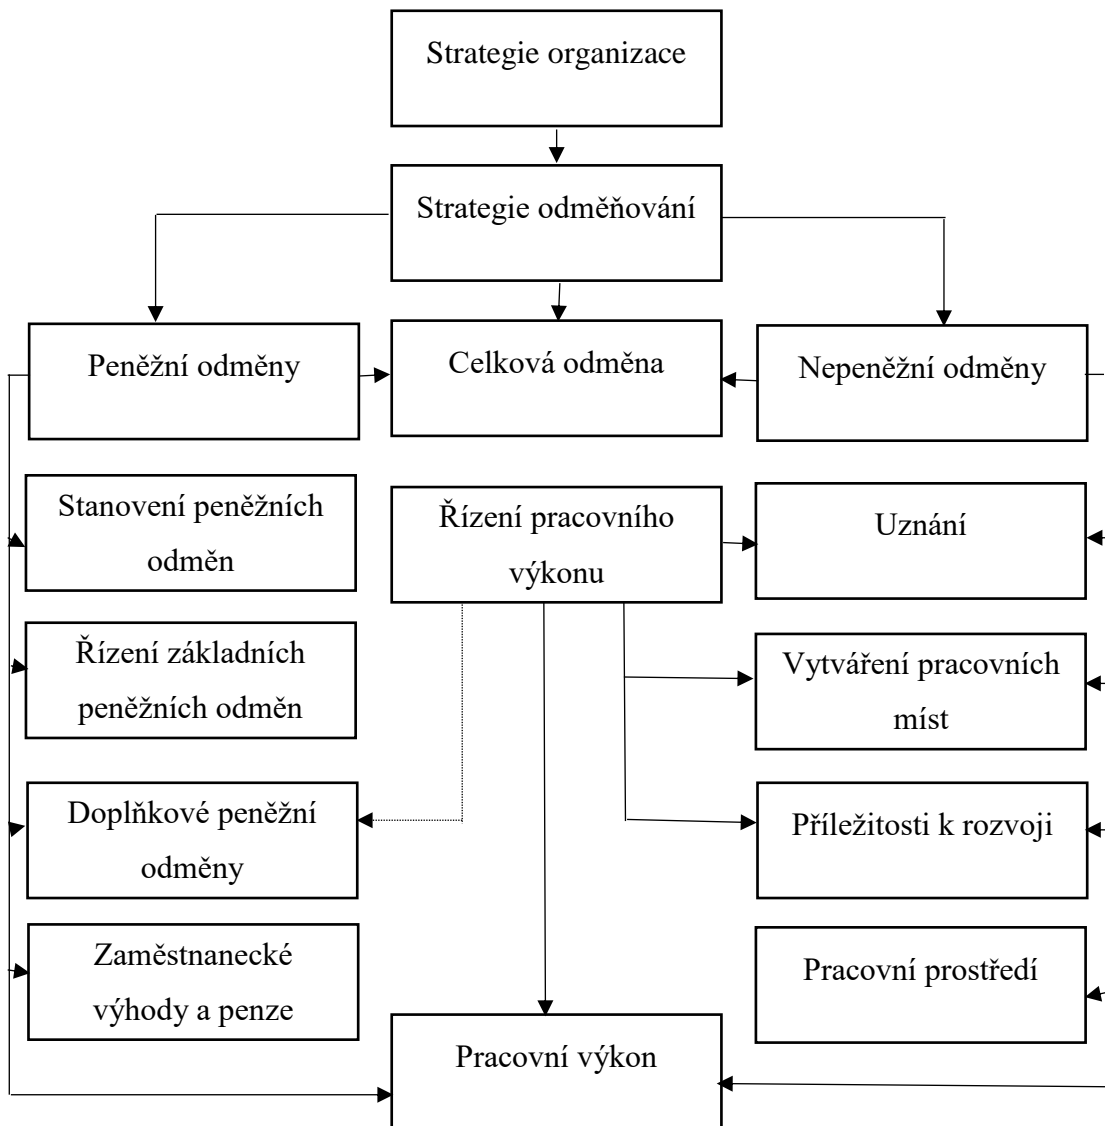 Strategie organizace
Strategie odměňování
Peněžní odměny
Celková odměna
Nepeněžní odměny
Stanovení peněžních
odměn
Řízení pracovního
výkonu
Uznání
Řízení základních
peněžních odměn
Vytváření pracovních
míst
Doplňkové peněžní
odměny
Příležitosti k rozvoji
Zaměstnanecké
výhody a penze
Pracovní prostředí
Pracovní výkon